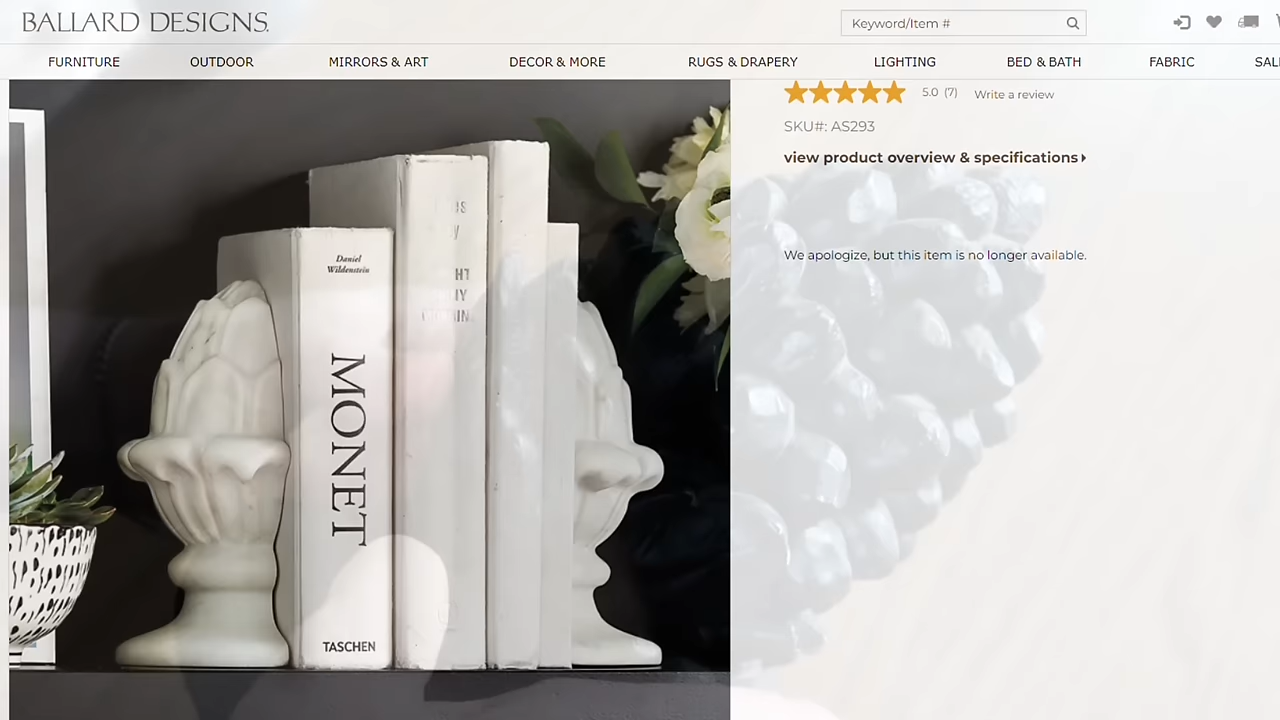 BALLARD DESIGNS
Keyword/Item #
FURNITURE OUTDOOR MIRRORS & ART DECOR & MORE RUGS & DRAPERY LIGHTING BED & BATH FABRIC
5.0 (7) Write a review
SKU#: AS293
view product overview & specifications
We apologize, but this item is no longer available.
Daniel
Wildenstein
MONET
TASCHEN